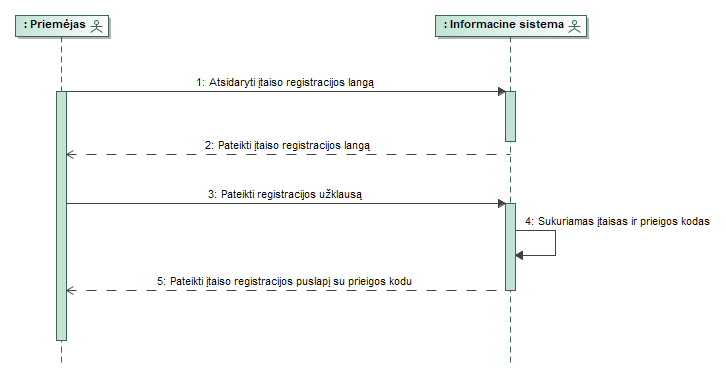 : Priemėjas
: Informacine sistema
1: Atsidaryti įtaiso registracijos langą
2: Pateikti įtaiso registracijos langą
3: Pateikti registracijos užklausą
4: Sukuriamas įtaisas ir prieigos kodas
5: Pateikti įtaiso registracijos puslapį su prieigos kodu